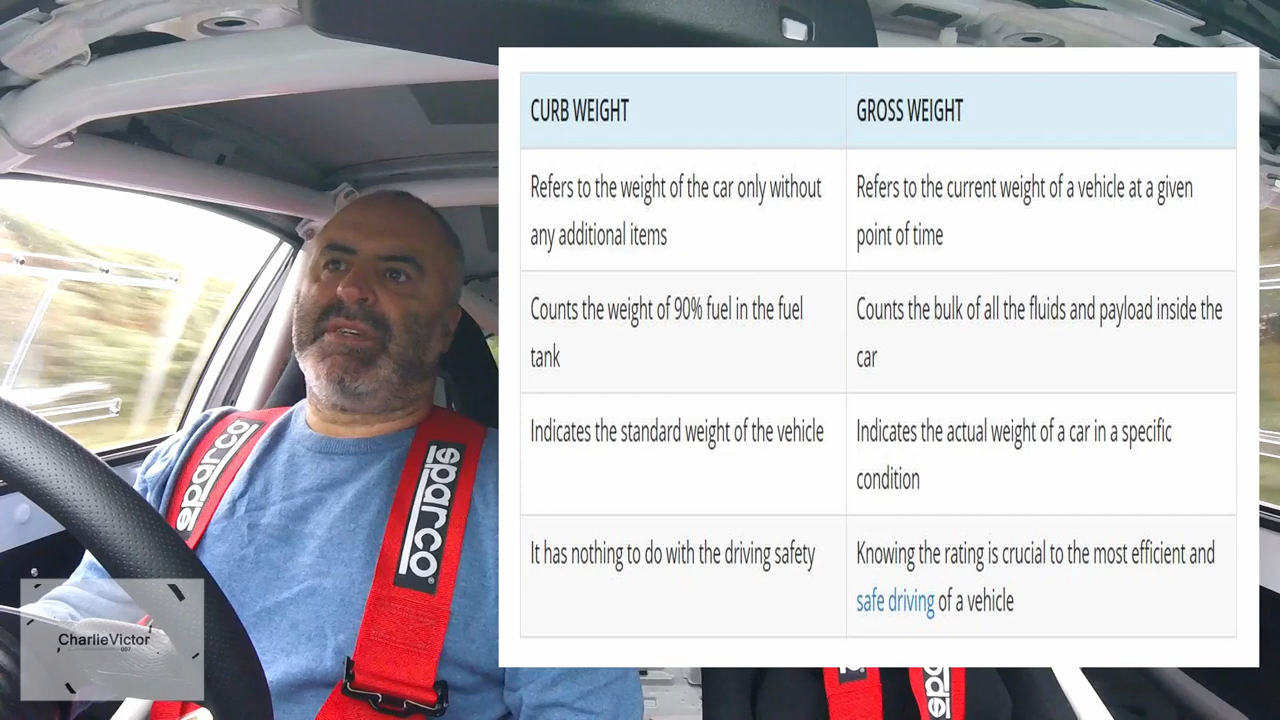 CURB WEIGHT
GROSS WEIGHT
Refers to the weight of the car only without
any additional items
Refers to the current weight of a vehicle at a given
point of time
Counts the weight of 90% fuel in the fuel
tank
Counts the bulk of all the fluids and payload inside the
car
Indicates the standard weight of the vehicle
Indicates the actual weight of a car in a specific
condition
It has nothing to do with the driving safety
Knowing the rating is crucial to the most efficient and
safe driving of a vehicle
sparco
sparco
CharlieVictor
007